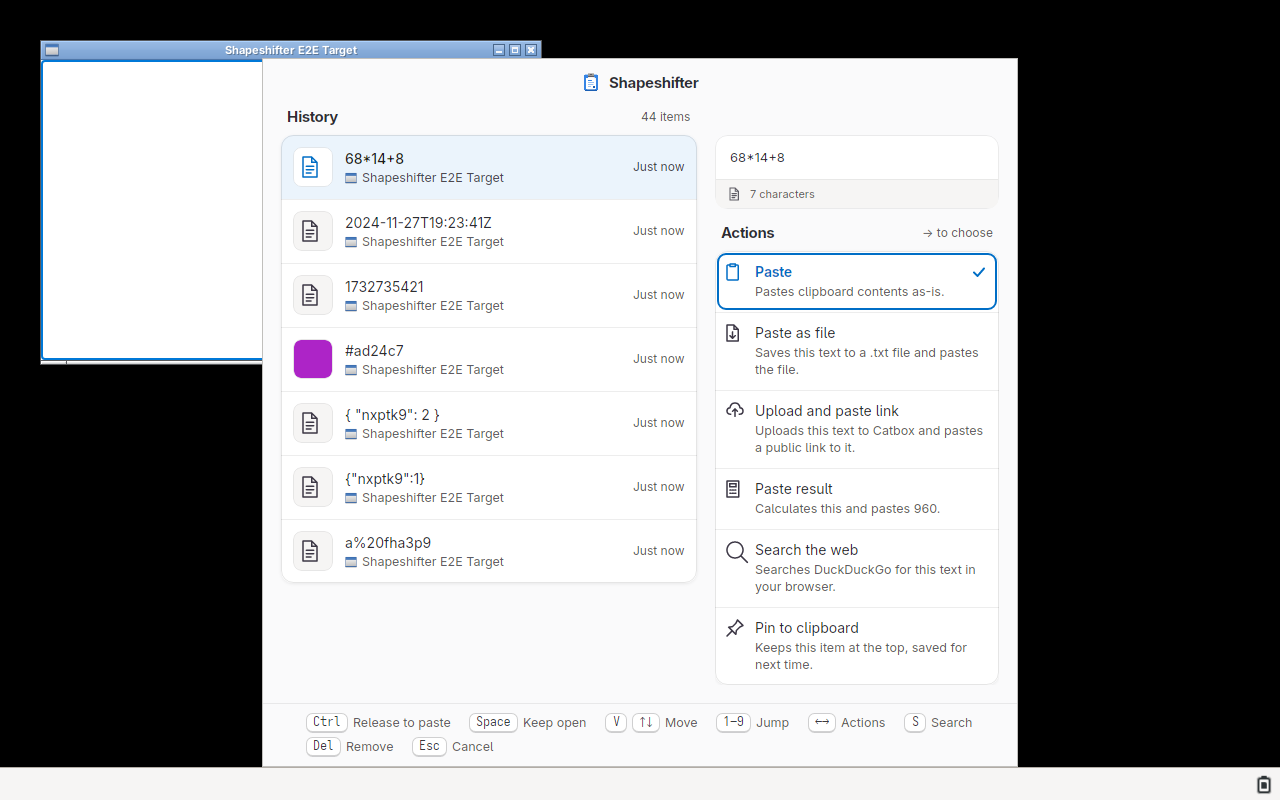 Shapeshifter E2E Target
Shapeshifter
History
44 items
68*14+8
Shapeshifter E2E Target
Just now
2024-11-27T19:23:41Z
Shapeshifter E2E Target
Just now
1732735421
Shapeshifter E2E Target
Just now
#ad24c7
Shapeshifter E2E Target
Just now
{ "nxptk9": 2 }
Shapeshifter E2E Target
Just now
{"nxptk9":1}
Shapeshifter E2E Target
Just now
a%20fha3p9
Shapeshifter E2E Target
Just now
68*14+8
7 characters
Actions
→ to choose
Paste
Pastes clipboard contents as-is.
Paste as file
Saves this text to a .txt file and pastes
the file.
Upload and paste link
Uploads this text to Catbox and pastes
a public link to it.
Paste result
Calculates this and pastes 960.
Search the web
Searches DuckDuckGo for this text in
your browser.
Pin to clipboard
Keeps this item at the top, saved for
next time.
Ctrl Release to paste Space Keep open V ↑↓ Move 1–9 Jump ↔ Actions S Search
Del Remove Esc Cancel